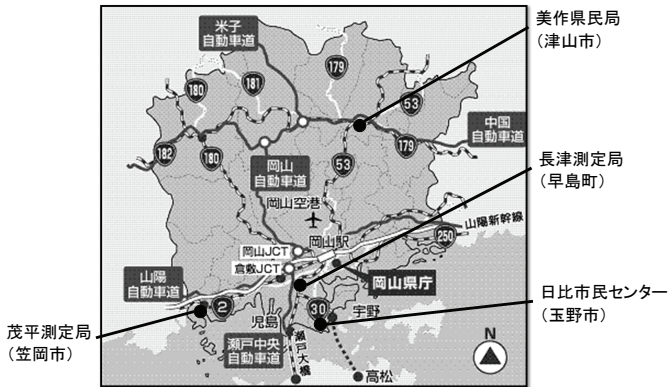 美作県民局
(津山市)
米子
自動車道
179
181
180
53
中国
自動車道
182
180
179
53
岡山
自動車道
長津測定局
(早島町)
岡山空港
山陽新幹線
岡山駅
250
岡山JCT
倉敷JCT
山陽
自動車道
岡山県庁
2
30
児島
宇野
日比市民センター
(玉野市)
茂平測定局
(笠岡市)
瀬戸中央
自動車道
瀬戸大橋
高松
N